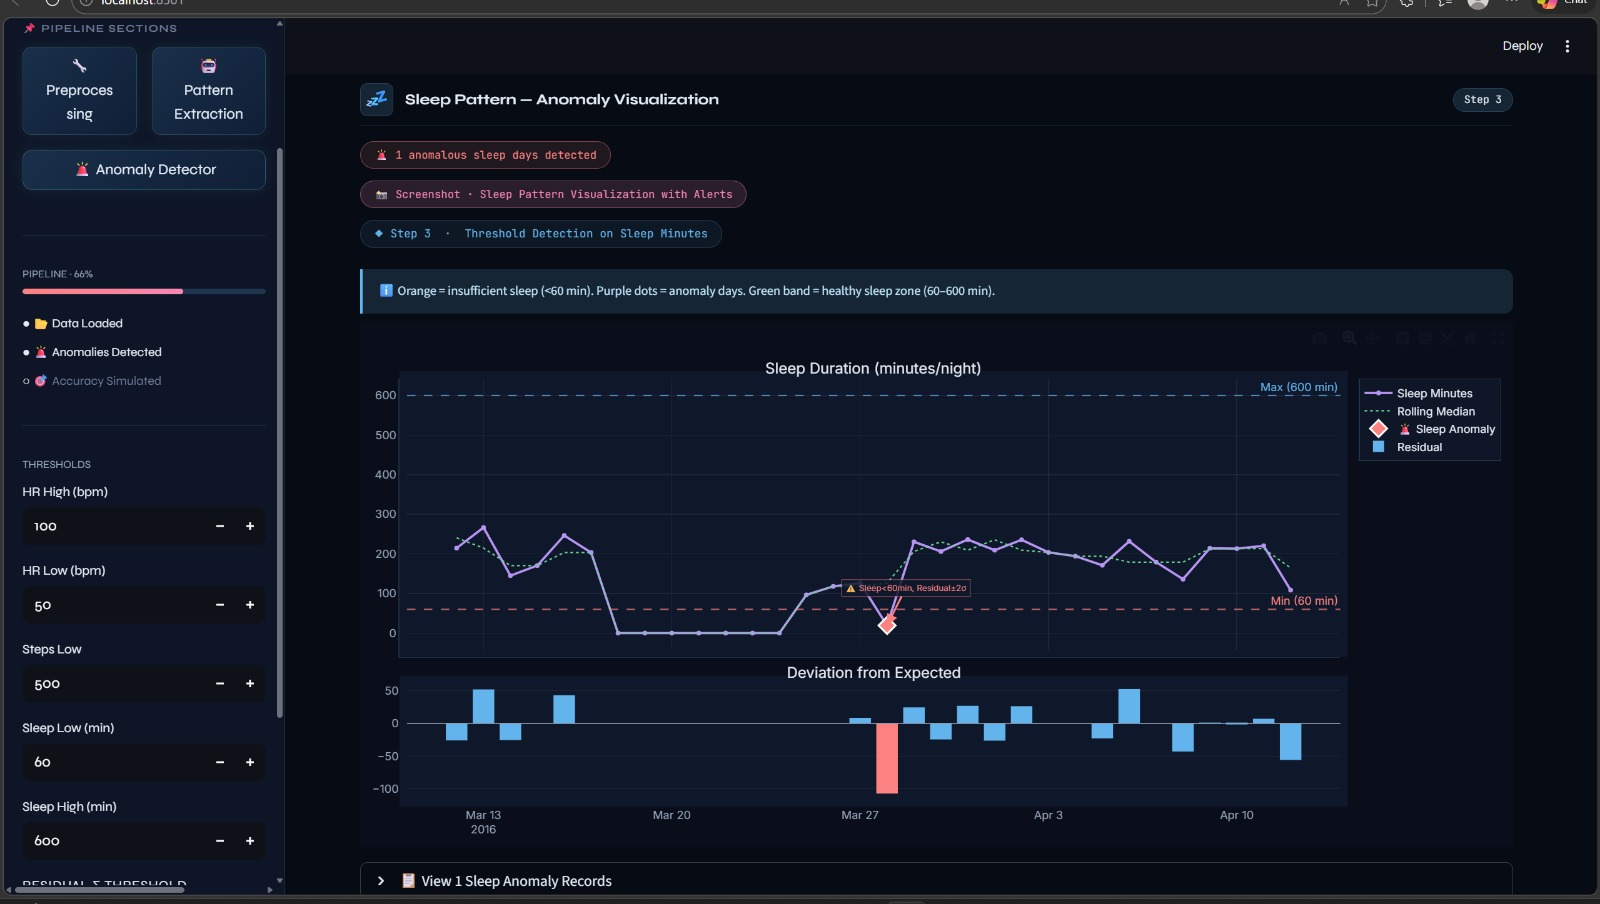 localhost:8501
Chat
PIPELINE SECTIONS
Preproces
sing
Pattern
Extraction
Anomaly Detector
PIPELINE · 66%
Data Loaded
Anomalies Detected
Accuracy Simulated
THRESHOLDS
HR High (bpm)
100
HR Low (bpm)
50
Steps Low
500
Sleep Low (min)
60
Sleep High (min)
600
RESIDUAL Σ THRESHOLD
Deploy
Sleep Pattern — Anomaly Visualization
Step 3
1 anomalous sleep days detected
Screenshot · Sleep Pattern Visualization with Alerts
Step 3 · Threshold Detection on Sleep Minutes
Orange = insufficient sleep (<60 min). Purple dots = anomaly days. Green band = healthy sleep zone (60–600 min).
Sleep Duration (minutes/night)
600
500
400
300
200
100
0
Max (600 min)
Min (60 min)
Sleep<60min, Residual±2σ
Sleep Minutes
Rolling Median
Sleep Anomaly
Residual
Deviation from Expected
50
0
−50
−100
Mar 13
2016
Mar 20
Mar 27
Apr 3
Apr 10
View 1 Sleep Anomaly Records